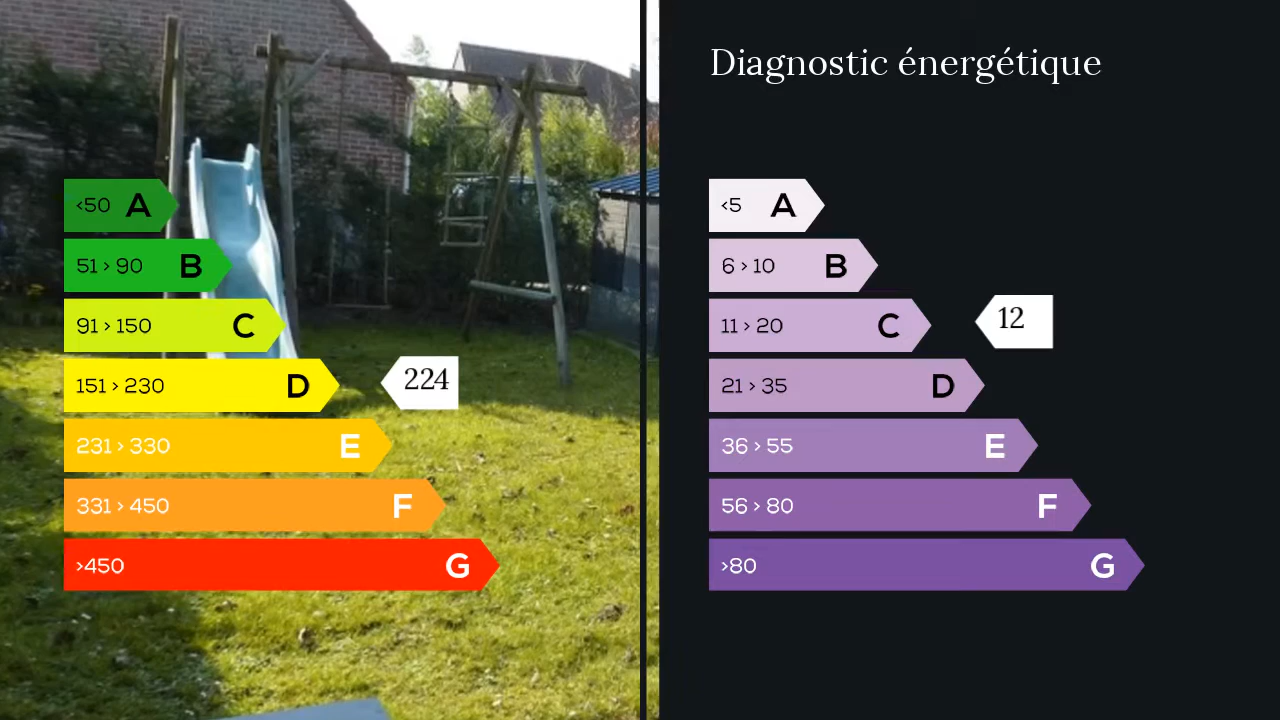 Diagnostic énergétique
<50 A
51 > 90 B
91 > 150 C
151 > 230 D
224
231 > 330 E
331 > 450 F
>450 G
<5 A
6 > 10 B
11 > 20 C
12
21 > 35 D
36 > 55 E
56 > 80 F
>80 G